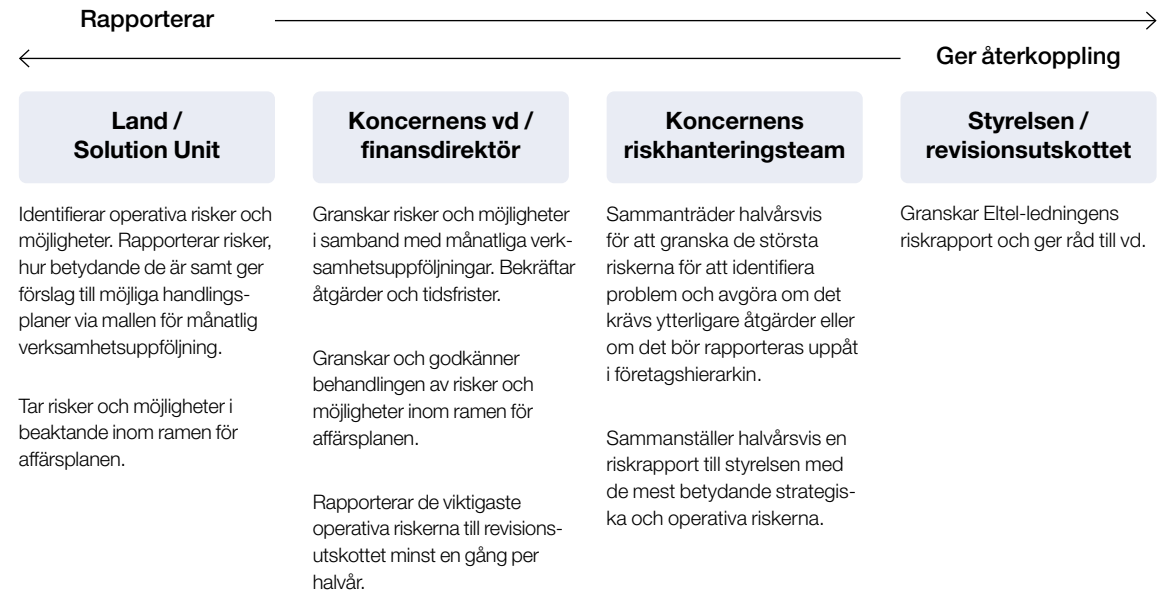 Rapporterar
Ger återkoppling
Land /
Solution Unit
Identifierar operativa risker och
möjligheter. Rapporterar risker,
hur betydande de är samt ger
förslag till möjliga handlings-
planer via mallen för månatlig
verksamhetsuppföljning.
Tar risker och möjligheter i
beaktande inom ramen för
affärsplanen.
Koncernens vd /
finansdirektör
Granskar risker och möjligheter
i samband med månatliga verk-
samhetsuppföljningar. Bekräftar
åtgärder och tidsfrister.
Granskar och godkänner
behandlingen av risker och
möjligheter inom ramen för
affärsplanen.
Rapporterar de viktigaste
operativa riskerna till revisions-
utskottet minst en gång per
halvår.
Koncernens
riskhanteringsteam
Sammanträder halvårsvis
för att granska de största
riskerna för att identifiera
problem och avgöra om det
krävs ytterligare åtgärder eller
om det bör rapporteras uppåt
i företagshierarkin.
Sammanställer halvårsvis en
riskrapport till styrelsen med
de mest betydande strategis-
ka och operativa riskerna.
Styrelsen /
revisionsutskottet
Granskar Eltel-ledningens
riskrapport och ger råd till vd.